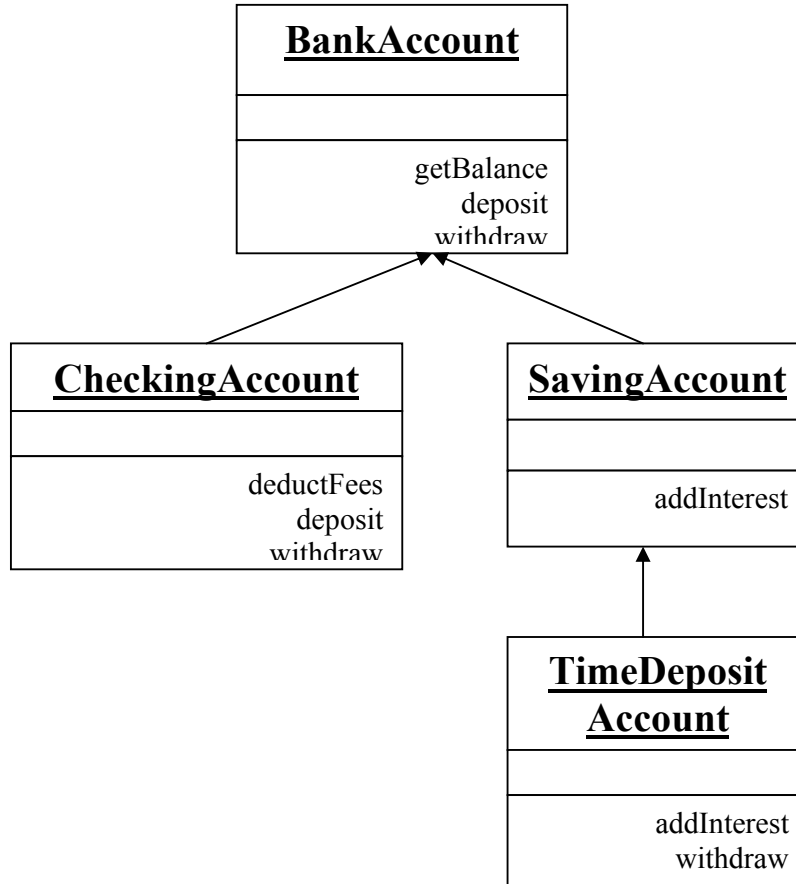 BankAccount
getBalance
deposit
withdraw
CheckingAccount
deductFees
deposit
withdraw
SavingAccount
addInterest
TimeDeposit
Account
addInterest
withdraw